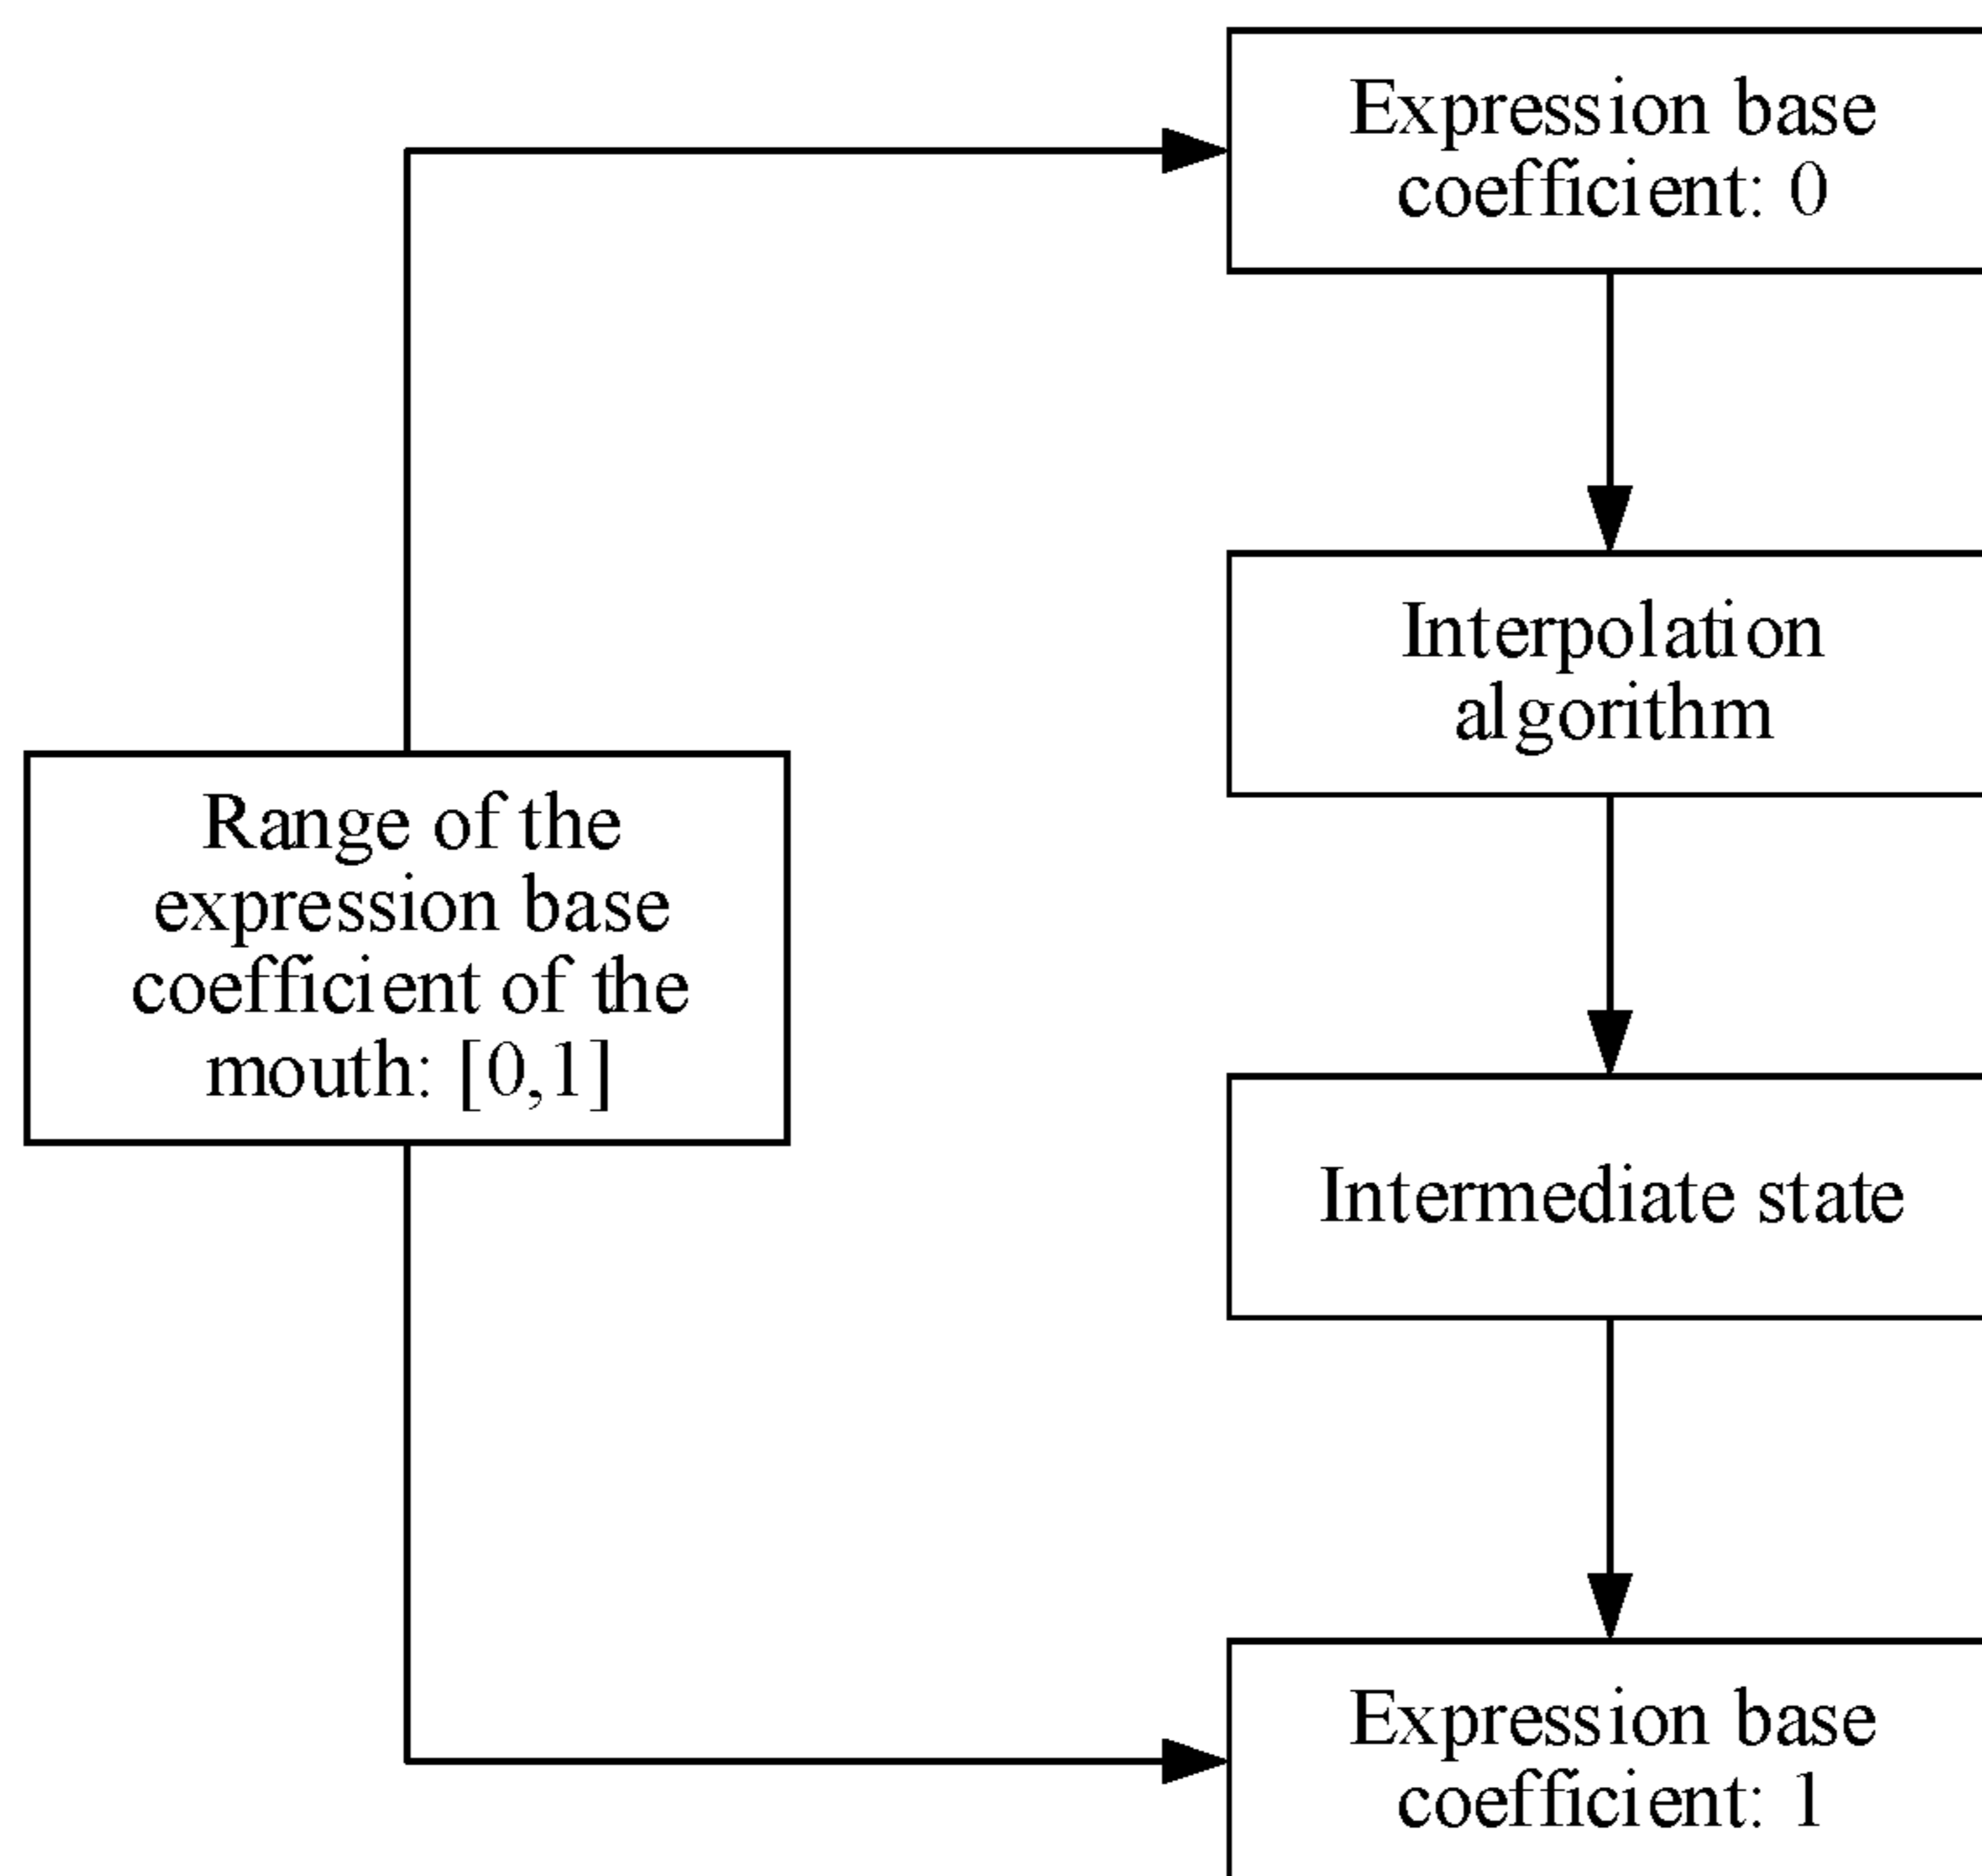 Expression base
coefficient: 0
Interpolation
algorithm
Range of the
expression base
coefficient of the
mouth: [0,1]
Intermediate state
Expression base
coefficient: 1